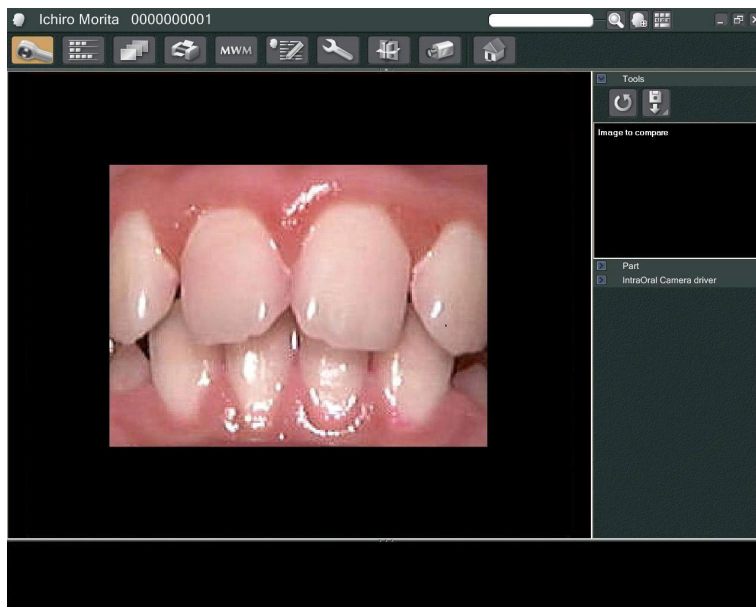 Ichiro Morita 0000000001
MWM
Tools
Image to compare
Part
IntraOral Camera driver